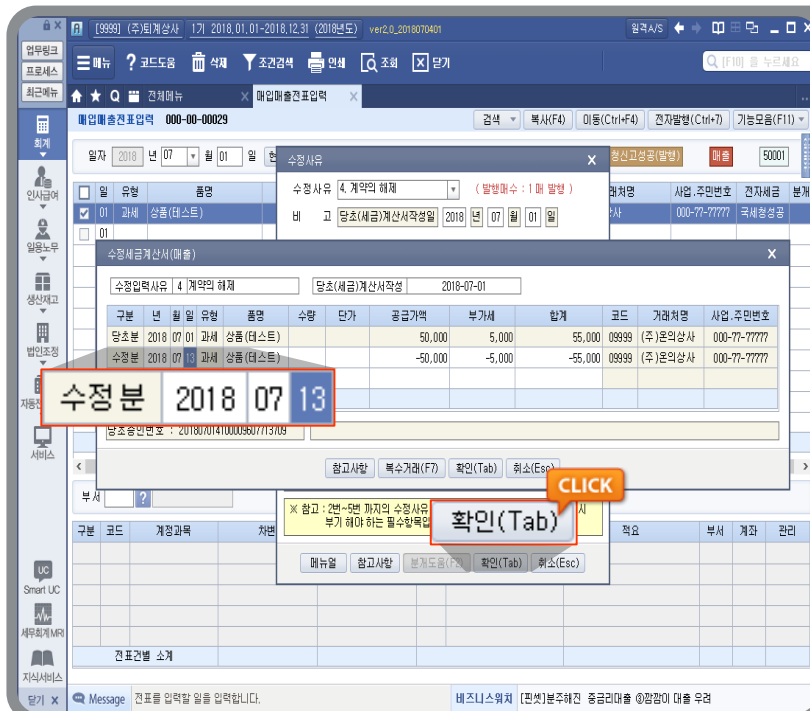 [9999] (주)퇴계상사 1기 2018.01.01-2018.12.31 (2018년도) ver2.0_2018070401 원격A/S
업무링크
프로세스
최근메뉴
메뉴 코드도움 삭제 조건검색 인쇄 조회 닫기 [F10] 을 누르세요
전체메뉴 매입매출전표입력
매입매출전표입력 000-00-00029 검색 복사(F4) 이동(Ctrl+F4) 전자발행(Ctrl+7) 기능모음(F11)
회계
인사급여
일용노무
생산재고
법인조정
서비스
Smart UC
세무회계MRI
지식서비스
닫기 X
일자 2018 년 07 월 01 일 청신고성공(발행) 매출 50001
일 유형 품명 사업.주민번호 전자세금 분개
01 과세 상품(테스트) 000-77-77777 국세청성공
01
수정사유 X
수정사유 4. 계약의 해제 ( 발행매수 : 1 매 발행 )
비 고 당초(세금)계산서작성일 2018 년 07 월 01 일
수정세금계산서(매출) X
수정입력사유 4 계약의 해제 당초(세금)계산서작성 2018-07-01
구분 년 월 일 유형 품명 수량 단가 공급가액 부가세 합계 코드 거래처명 사업.주민번호
당초분 2018 07 01 과세 상품(테스트) 50,000 5,000 55,000 09999 (주)온의상사 000-77-77777
수정분 2018 07 13 과세 상품(테스트) -50,000 -5,000 -55,000 09999 (주)온의상사 000-77-77777
수정분 2018 07 13
당초승인번호 : 201807014100009607713709
참고사항 복수거래(F7) 확인(Tab) 취소(Esc)
CLICK
확인(Tab)
부서 ?
※ 참고 : 2번~5번 까지의 수정사유 시
부기 해야 하는 필수항목입
메뉴얼 참고사항 확인(Tab) 취소(Esc)
구분 코드 계정과목 차변 적요 부서 계좌 관리
전표건별 소계
Message 전표를 입력할 일을 입력합니다. 비즈니스워치 [핀셋]분주해진 중금리대출 ③깜깜이 대출 우려